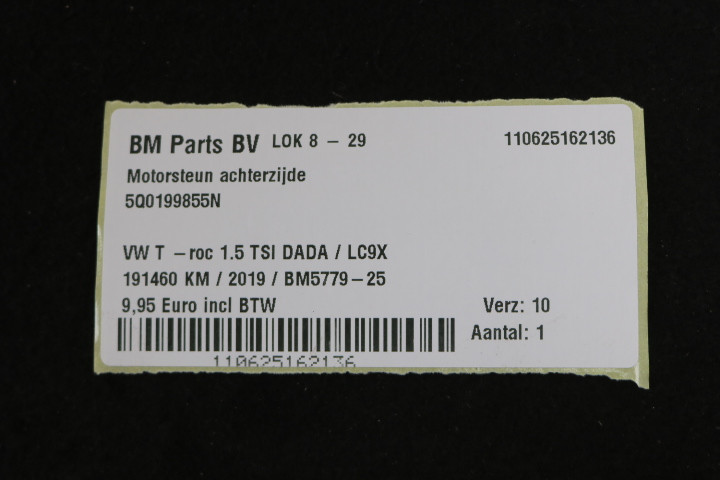 BM Parts BV LOK 8 - 29 110625162136
Motorsteun achterzijde
5Q0199855N
VW T -roc 1.5 TSI DADA / LC9X
191460 KM / 2019 / BM5779-25
9,95 Euro incl BTW Verz: 10
Aantal: 1
110625162136